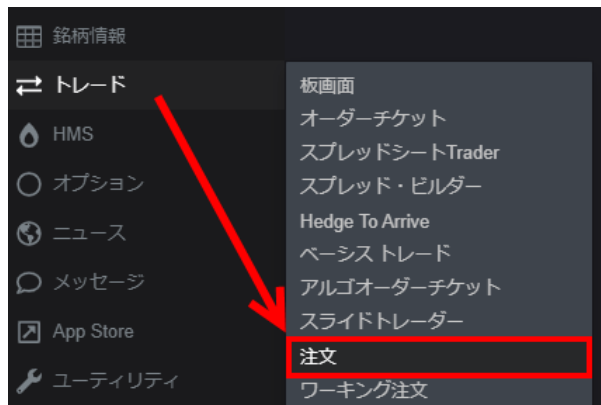 銘柄情報
トレード
HMS
オプション
ニュース
メッセージ
App Store
ユーティリティ
板画面
オーダーチケット
スプレッドシートTrader
スプレッド・ビルダー
Hedge To Arrive
ベーシス トレード
アルゴオーダーチケット
スライドトレーダー
注文
ワーキング注文